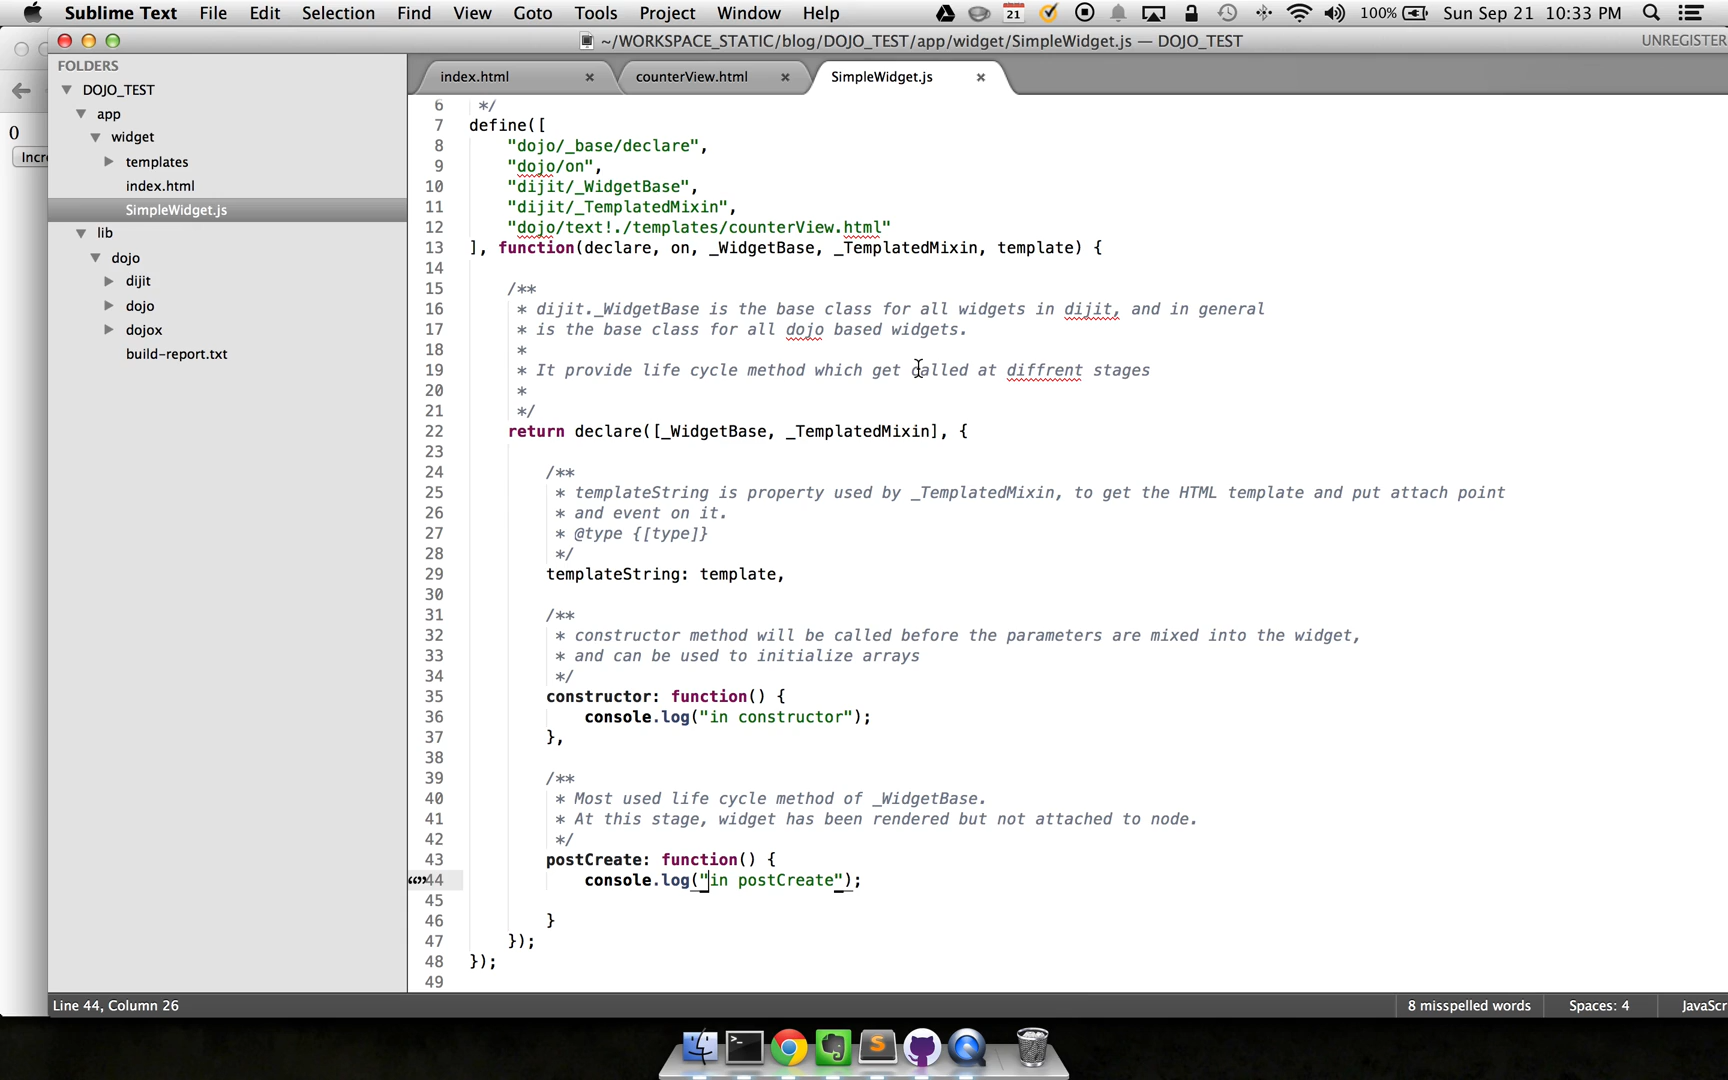 Sublime Text File Edit Selection Find View Goto Tools Project Window Help 21 100% Sun Sep 21 10:33 PM
~/WORKSPACE_STATIC/blog/DOJO_TEST/app/widget/SimpleWidget.js — DOJO_TEST UNREGISTER
FOLDERS
DOJO_TEST
app
widget
templates
index.html
SimpleWidget.js
lib
dojo
dijit
dojo
dojox
build-report.txt
0
Incre
index.html × counterView.html × SimpleWidget.js ×
6 */
7 define([
8 "dojo/_base/declare",
9 "dojo/on",
10 "dijit/_WidgetBase",
11 "dijit/_TemplatedMixin",
12 "dojo/text!./templates/counterView.html"
13 ], function(declare, on, _WidgetBase, _TemplatedMixin, template) {
14
15 /**
16 * dijit._WidgetBase is the base class for all widgets in dijit, and in general
17 * is the base class for all dojo based widgets.
18 *
19 * It provide life cycle method which get called at diffrent stages
20 *
21 */
22 return declare([_WidgetBase, _TemplatedMixin], {
23
24 /**
25 * templateString is property used by _TemplatedMixin, to get the HTML template and put attach point
26 * and event on it.
27 * @type {[type]}
28 */
29 templateString: template,
30
31 /**
32 * constructor method will be called before the parameters are mixed into the widget,
33 * and can be used to initialize arrays
34 */
35 constructor: function() {
36 console.log("in constructor");
37 },
38
39 /**
40 * Most used life cycle method of _WidgetBase.
41 * At this stage, widget has been rendered but not attached to node.
42 */
43 postCreate: function() {
44 console.log("in postCreate");
45
46 }
47 });
48 });
49
Line 44, Column 26 8 misspelled words Spaces: 4 JavaScr